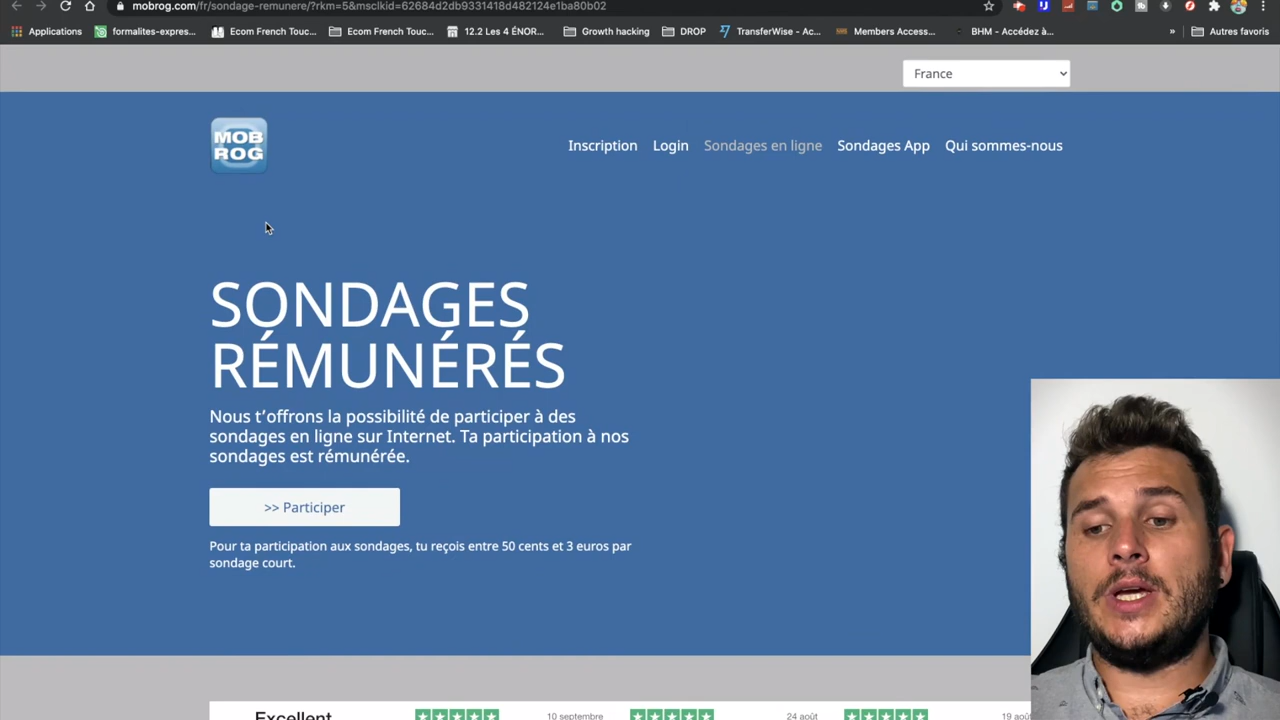 mobrog.com/fr/sondage-remunere/?rkm=5&msclkid=62684d2db9331418d482124e1ba80b02
Applications formalites-expres... Ecom French Touc... Ecom French Touc... 12.2 Les 4 ÉNOR... Growth hacking DROP TransferWise - Ac... Members Access... BHM - Accédez à... » Autres favoris
France
MOB
ROG
Inscription Login Sondages en ligne Sondages App Qui sommes-nous
SONDAGES
RÉMUNÉRÉS
Nous t’offrons la possibilité de participer à des
sondages en ligne sur Internet. Ta participation à nos
sondages est rémunérée.
>> Participer
Pour ta participation aux sondages, tu reçois entre 50 cents et 3 euros par
sondage court.
Excellent 10 septembre 24 août 19 août